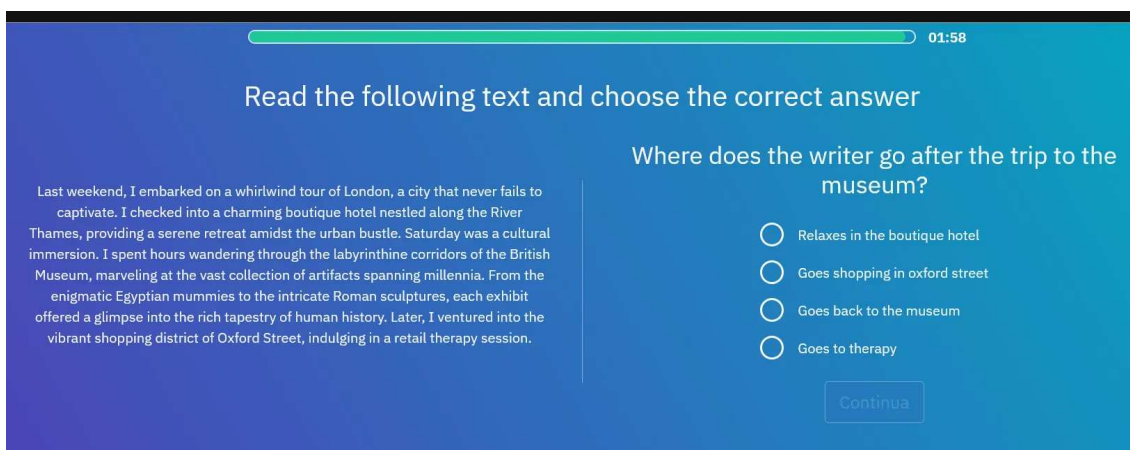 01:58
Read the following text and choose the correct answer
Last weekend, I embarked on a whirlwind tour of London, a city that never fails to
captivate. I checked into a charming boutique hotel nestled along the River
Thames, providing a serene retreat amidst the urban bustle. Saturday was a cultural
immersion. I spent hours wandering through the labyrinthine corridors of the British
Museum, marveling at the vast collection of artifacts spanning millennia. From the
enigmatic Egyptian mummies to the intricate Roman sculptures, each exhibit
offered a glimpse into the rich tapestry of human history. Later, I ventured into the
vibrant shopping district of Oxford Street, indulging in a retail therapy session.
Where does the writer go after the trip to the
museum?
Relaxes in the boutique hotel
Goes shopping in oxford street
Goes back to the museum
Goes to therapy
Continua